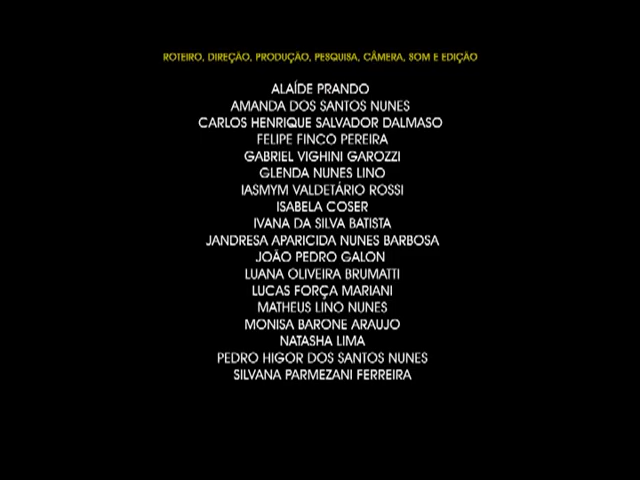 ROTEIRO, DIREÇÃO, PRODUÇÃO, PESQUISA, CÂMERA, SOM E EDIÇÃO
ALAÍDE PRANDO
AMANDA DOS SANTOS NUNES
CARLOS HENRIQUE SALVADOR DALMASO
FELIPE FINCO PEREIRA
GABRIEL VIGHINI GAROZZI
GLENDA NUNES LINO
IASMYM VALDETÁRIO ROSSI
ISABELA COSER
IVANA DA SILVA BATISTA
JANDRESA APARICIDA NUNES BARBOSA
JOÃO PEDRO GALON
LUANA OLIVEIRA BRUMATTI
LUCAS FORÇA MARIANI
MATHEUS LINO NUNES
MONISA BARONE ARAUJO
NATASHA LIMA
PEDRO HIGOR DOS SANTOS NUNES
SILVANA PARMEZANI FERREIRA